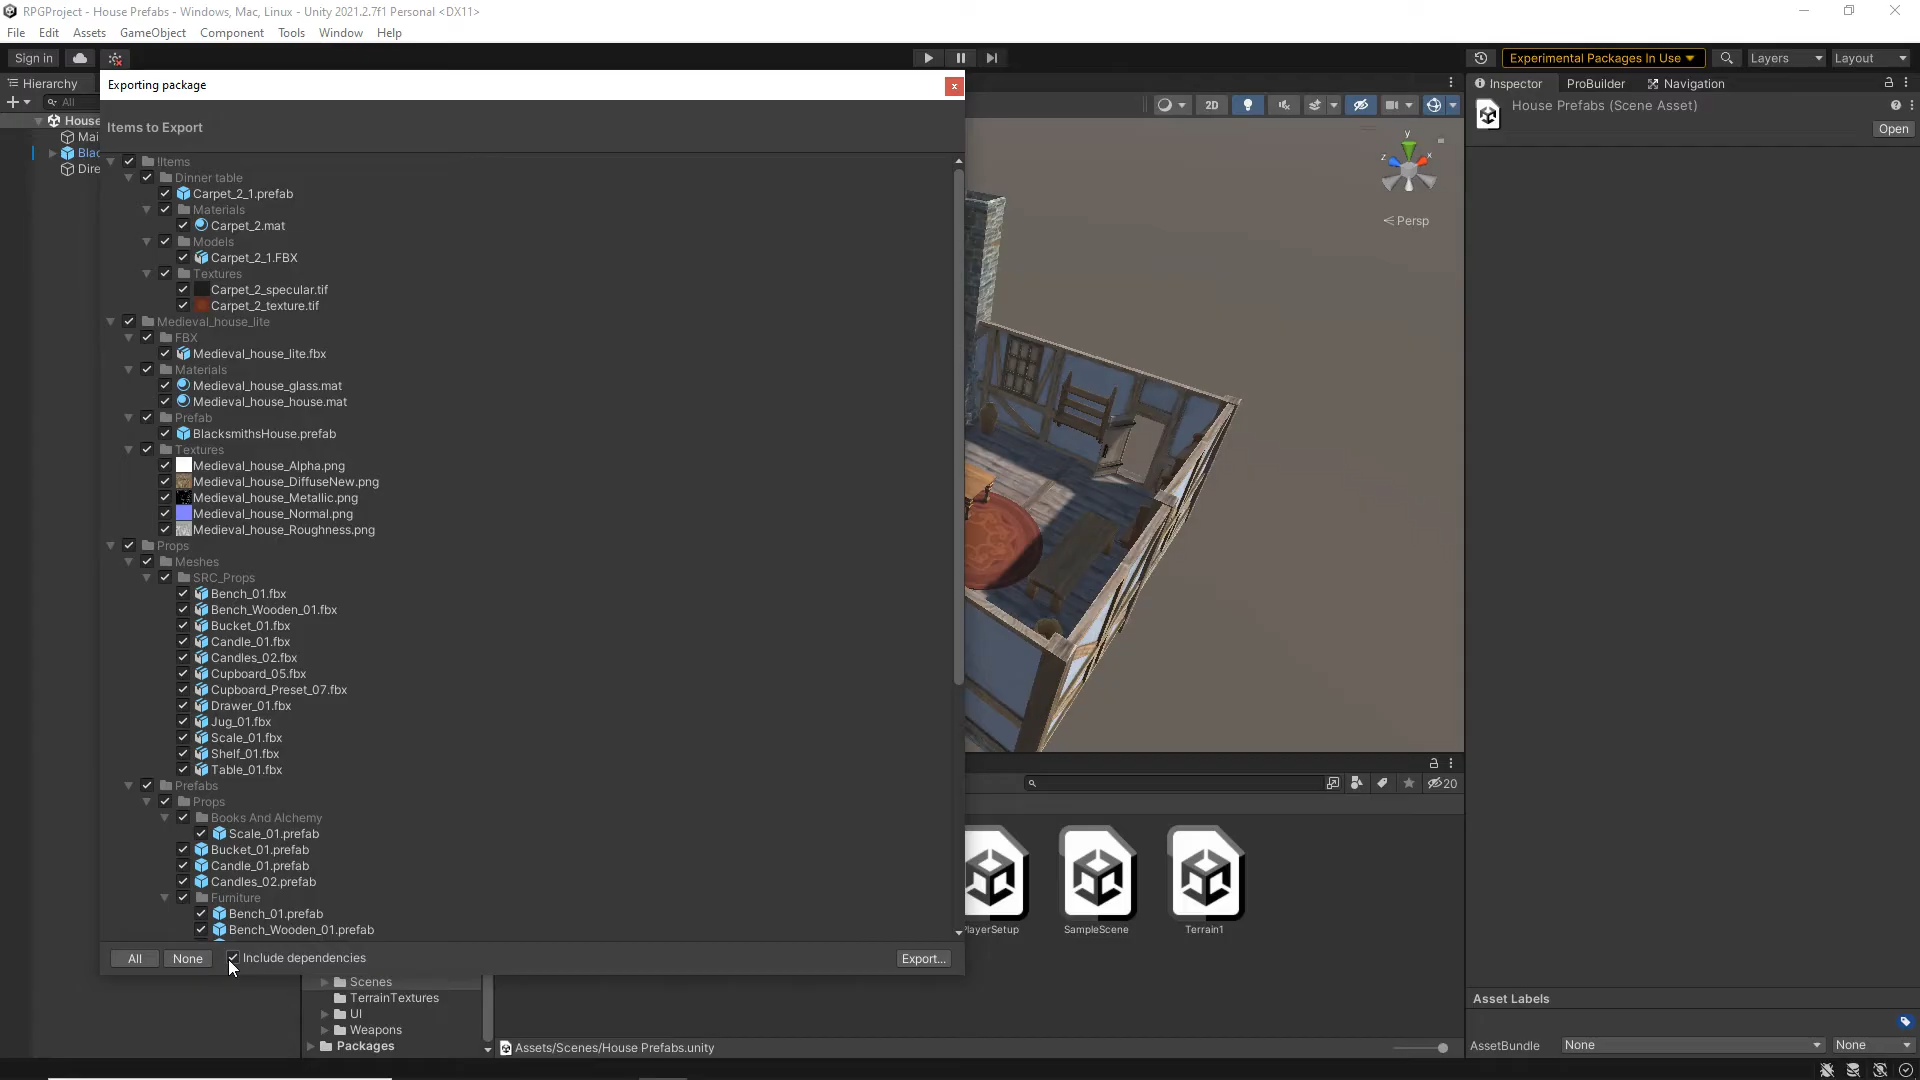 RPGProject - House Prefabs - Windows, Mac, Linux - Unity 2021.2.7f1 Personal <DX11>
File Edit Assets GameObject Component Tools Window Help
Sign in
Experimental Packages In Use
Layers
Layout
Hierarchy
All
House
Mai
Blac
Dire
Exporting package
Items to Export
!Items
Dinner table
Carpet_2_1.prefab
Materials
Carpet_2.mat
Models
Carpet_2_1.FBX
Textures
Carpet_2_specular.tif
Carpet_2_texture.tif
Medieval_house_lite
FBX
Medieval_house_lite.fbx
Materials
Medieval_house_glass.mat
Medieval_house_house.mat
Prefab
BlacksmithsHouse.prefab
Textures
Medieval_house_Alpha.png
Medieval_house_DiffuseNew.png
Medieval_house_Metallic.png
Medieval_house_Normal.png
Medieval_house_Roughness.png
Props
Meshes
SRC_Props
Bench_01.fbx
Bench_Wooden_01.fbx
Bucket_01.fbx
Candle_01.fbx
Candles_02.fbx
Cupboard_05.fbx
Cupboard_Preset_07.fbx
Drawer_01.fbx
Jug_01.fbx
Scale_01.fbx
Shelf_01.fbx
Table_01.fbx
Prefabs
Props
Books And Alchemy
Scale_01.prefab
Bucket_01.prefab
Candle_01.prefab
Candles_02.prefab
Furniture
Bench_01.prefab
Bench_Wooden_01.prefab
All
None
Include dependencies
Export...
2D
y
z
x
Persp
20
layerSetup
SampleScene
Terrain1
Scenes
TerrainTextures
UI
Weapons
Packages
Assets/Scenes/House Prefabs.unity
Inspector
ProBuilder
Navigation
House Prefabs (Scene Asset)
Open
Asset Labels
AssetBundle
None
None